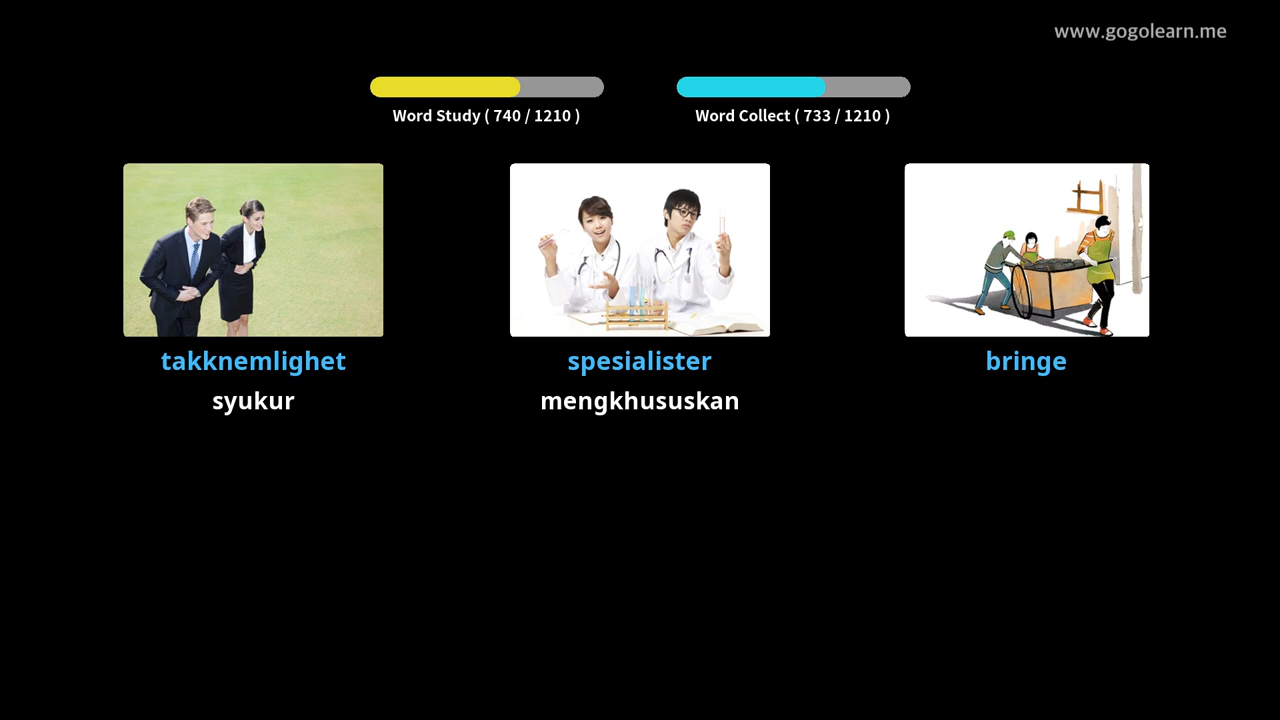 www.gogolearn.me
Word Study ( 740 / 1210 )
Word Collect ( 733 / 1210 )
takknemlighet
spesialister
bringe
syukur
mengkhususkan